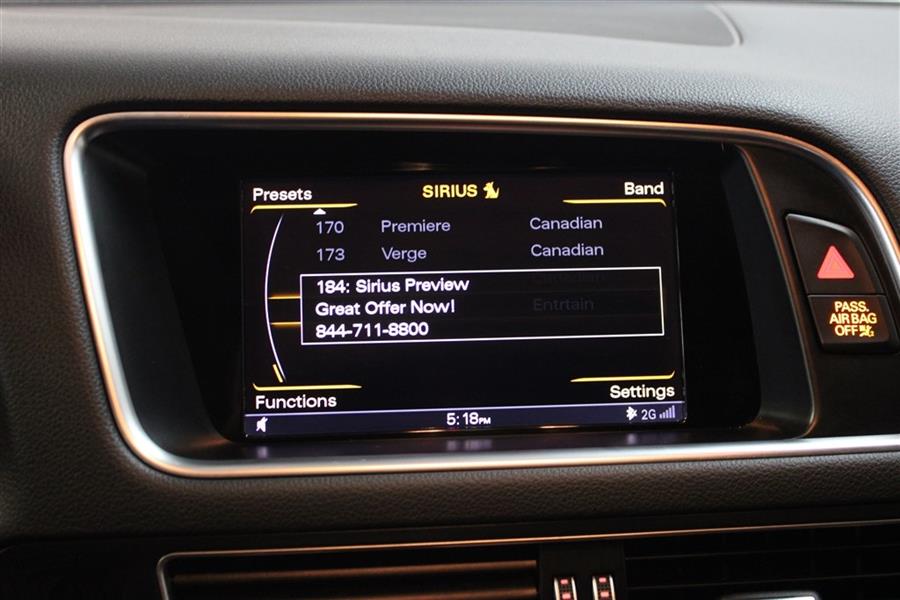 Presets SIRIUS Band
170 Premiere Canadian
173 Verge Canadian
184: Sirius Preview
Great Offer Now!
Entrtain
844-711-8800
Functions Settings
5:18PM 2G
PASS.
AIR BAG
OFF